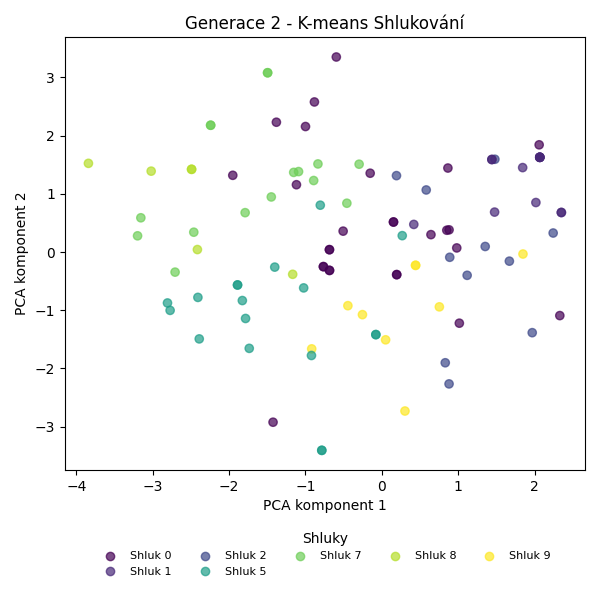 Generace 2 - K-means Shlukování
PCA komponent 2
3
2
1
0
−1
−2
−3
−4 −3 −2 −1 0 1 2
PCA komponent 1
Shluky
Shluk 0 Shluk 2 Shluk 7 Shluk 8 Shluk 9
Shluk 1 Shluk 5